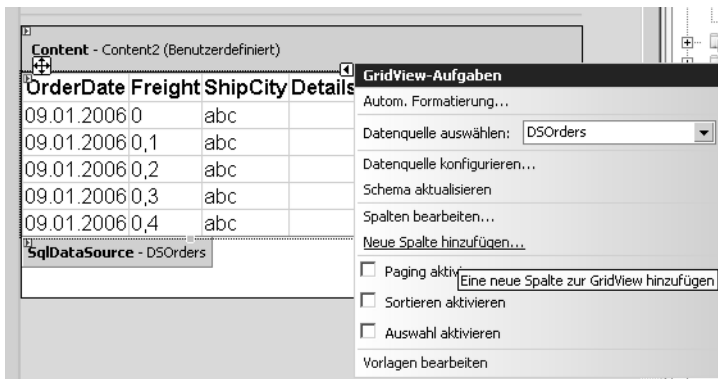 Content - Content2 (Benutzerdefiniert)
OrderDate Freight ShipCity Details
09.01.2006 0 abc
09.01.2006 0,1 abc
09.01.2006 0,2 abc
09.01.2006 0,3 abc
09.01.2006 0,4 abc
SqlDataSource - DSOrders
GridView-Aufgaben
Autom. Formatierung...
Datenquelle auswählen: DSOrders
Datenquelle konfigurieren...
Schema aktualisieren
Spalten bearbeiten...
Neue Spalte hinzufügen...
Paging aktiv
Eine neue Spalte zur GridView hinzufügen
Sortieren aktivieren
Auswahl aktivieren
Vorlagen bearbeiten